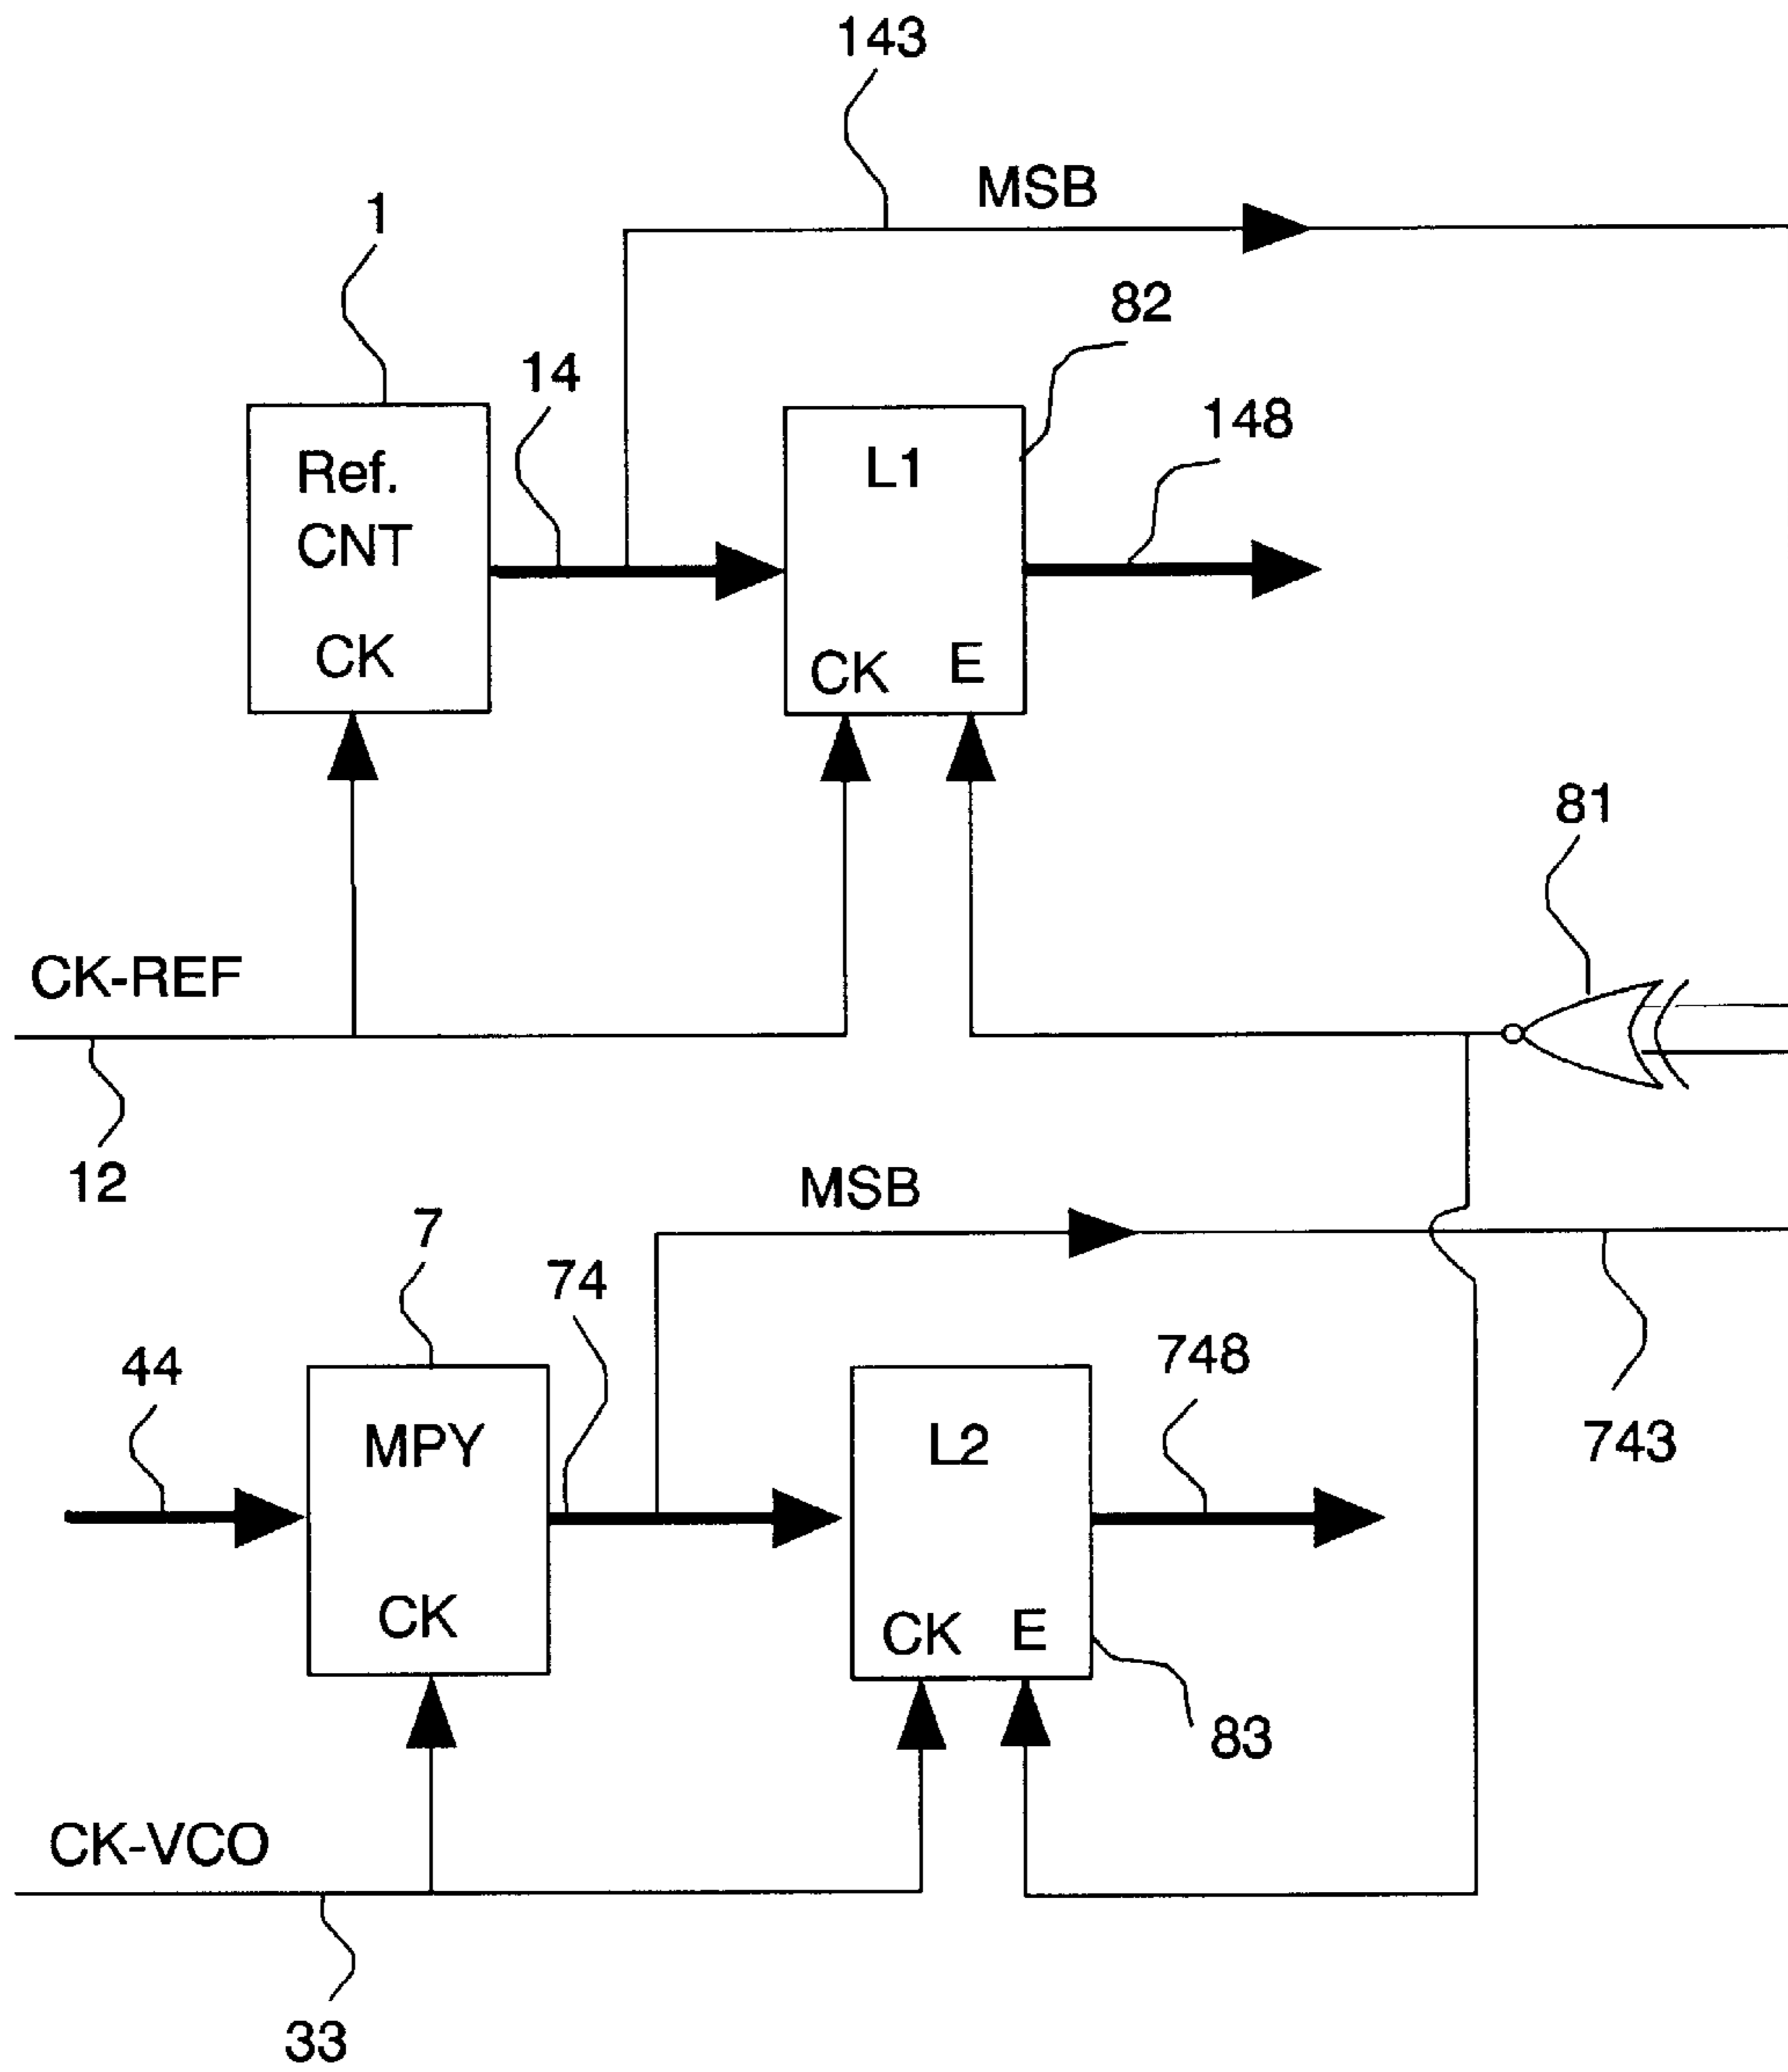 143
MSB
1
82
14
148
Ref.
CNT
CK
L1
CK E
81
CK-REF
12
MSB
7
74
44
748
MPY
CK
L2
CK E
743
83
CK-VCO
33